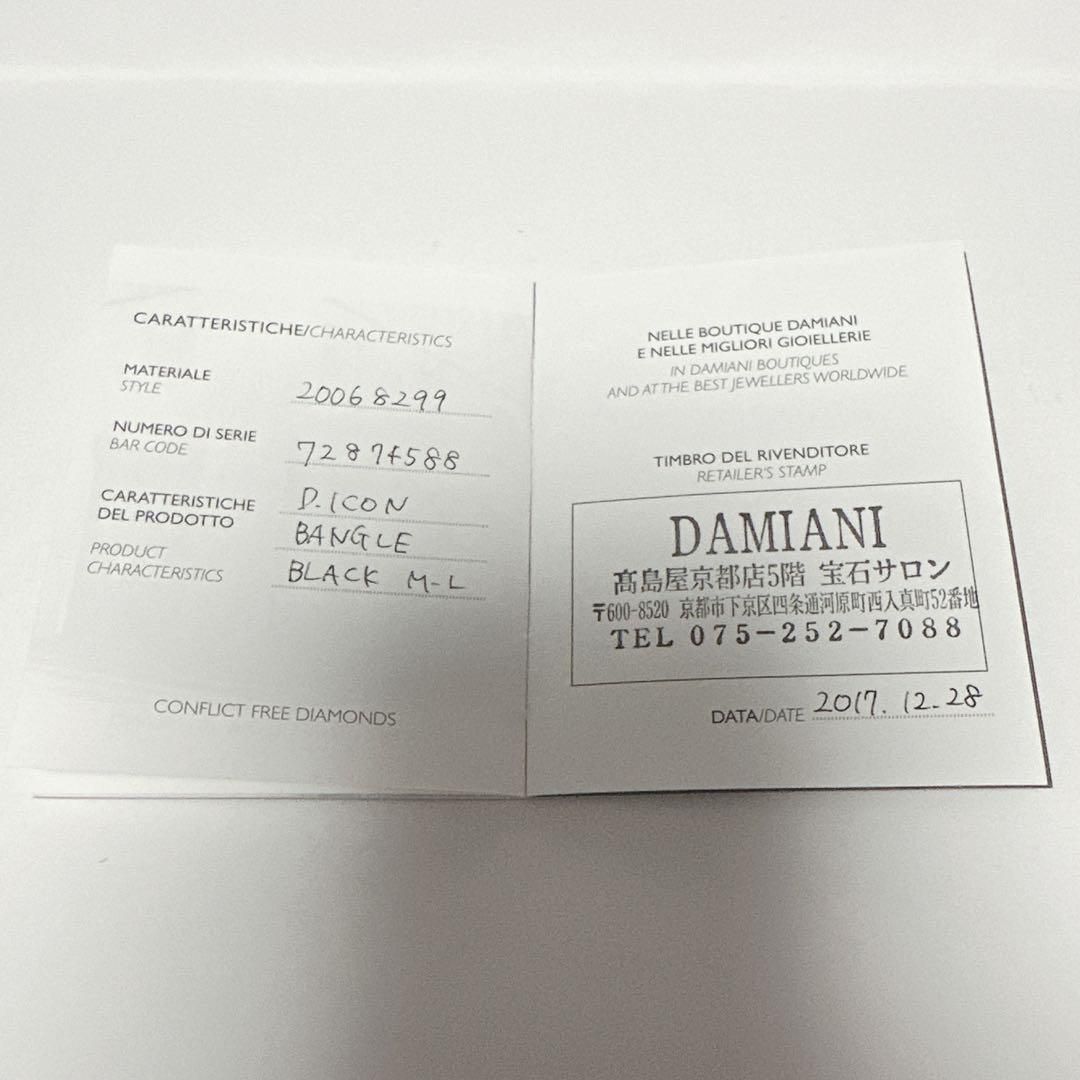 CARATTERISTICHE/CHARACTERISTICS
MATERIALE
STYLE
20068299
NUMERO DI SERIE
BAR CODE
72874588
CARATTERISTICHE
DEL PRODOTTO
PRODUCT
CHARACTERISTICS
D.ICON
BANGLE
BLACK M-L
CONFLICT FREE DIAMONDS
NELLE BOUTIQUE DAMIANI
E NELLE MIGLIORI GIOIELLERIE
IN DAMIANI BOUTIQUES
AND AT THE BEST JEWELLERS WORLDWIDE
TIMBRO DEL RIVENDITORE
RETAILER'S STAMP
DAMIANI
髙島屋京都店5階 宝石サロン
〒600-8520 京都市下京区四条通河原町西入真町52番地
TEL 075-252-7088
DATA/DATE 2017.12.28